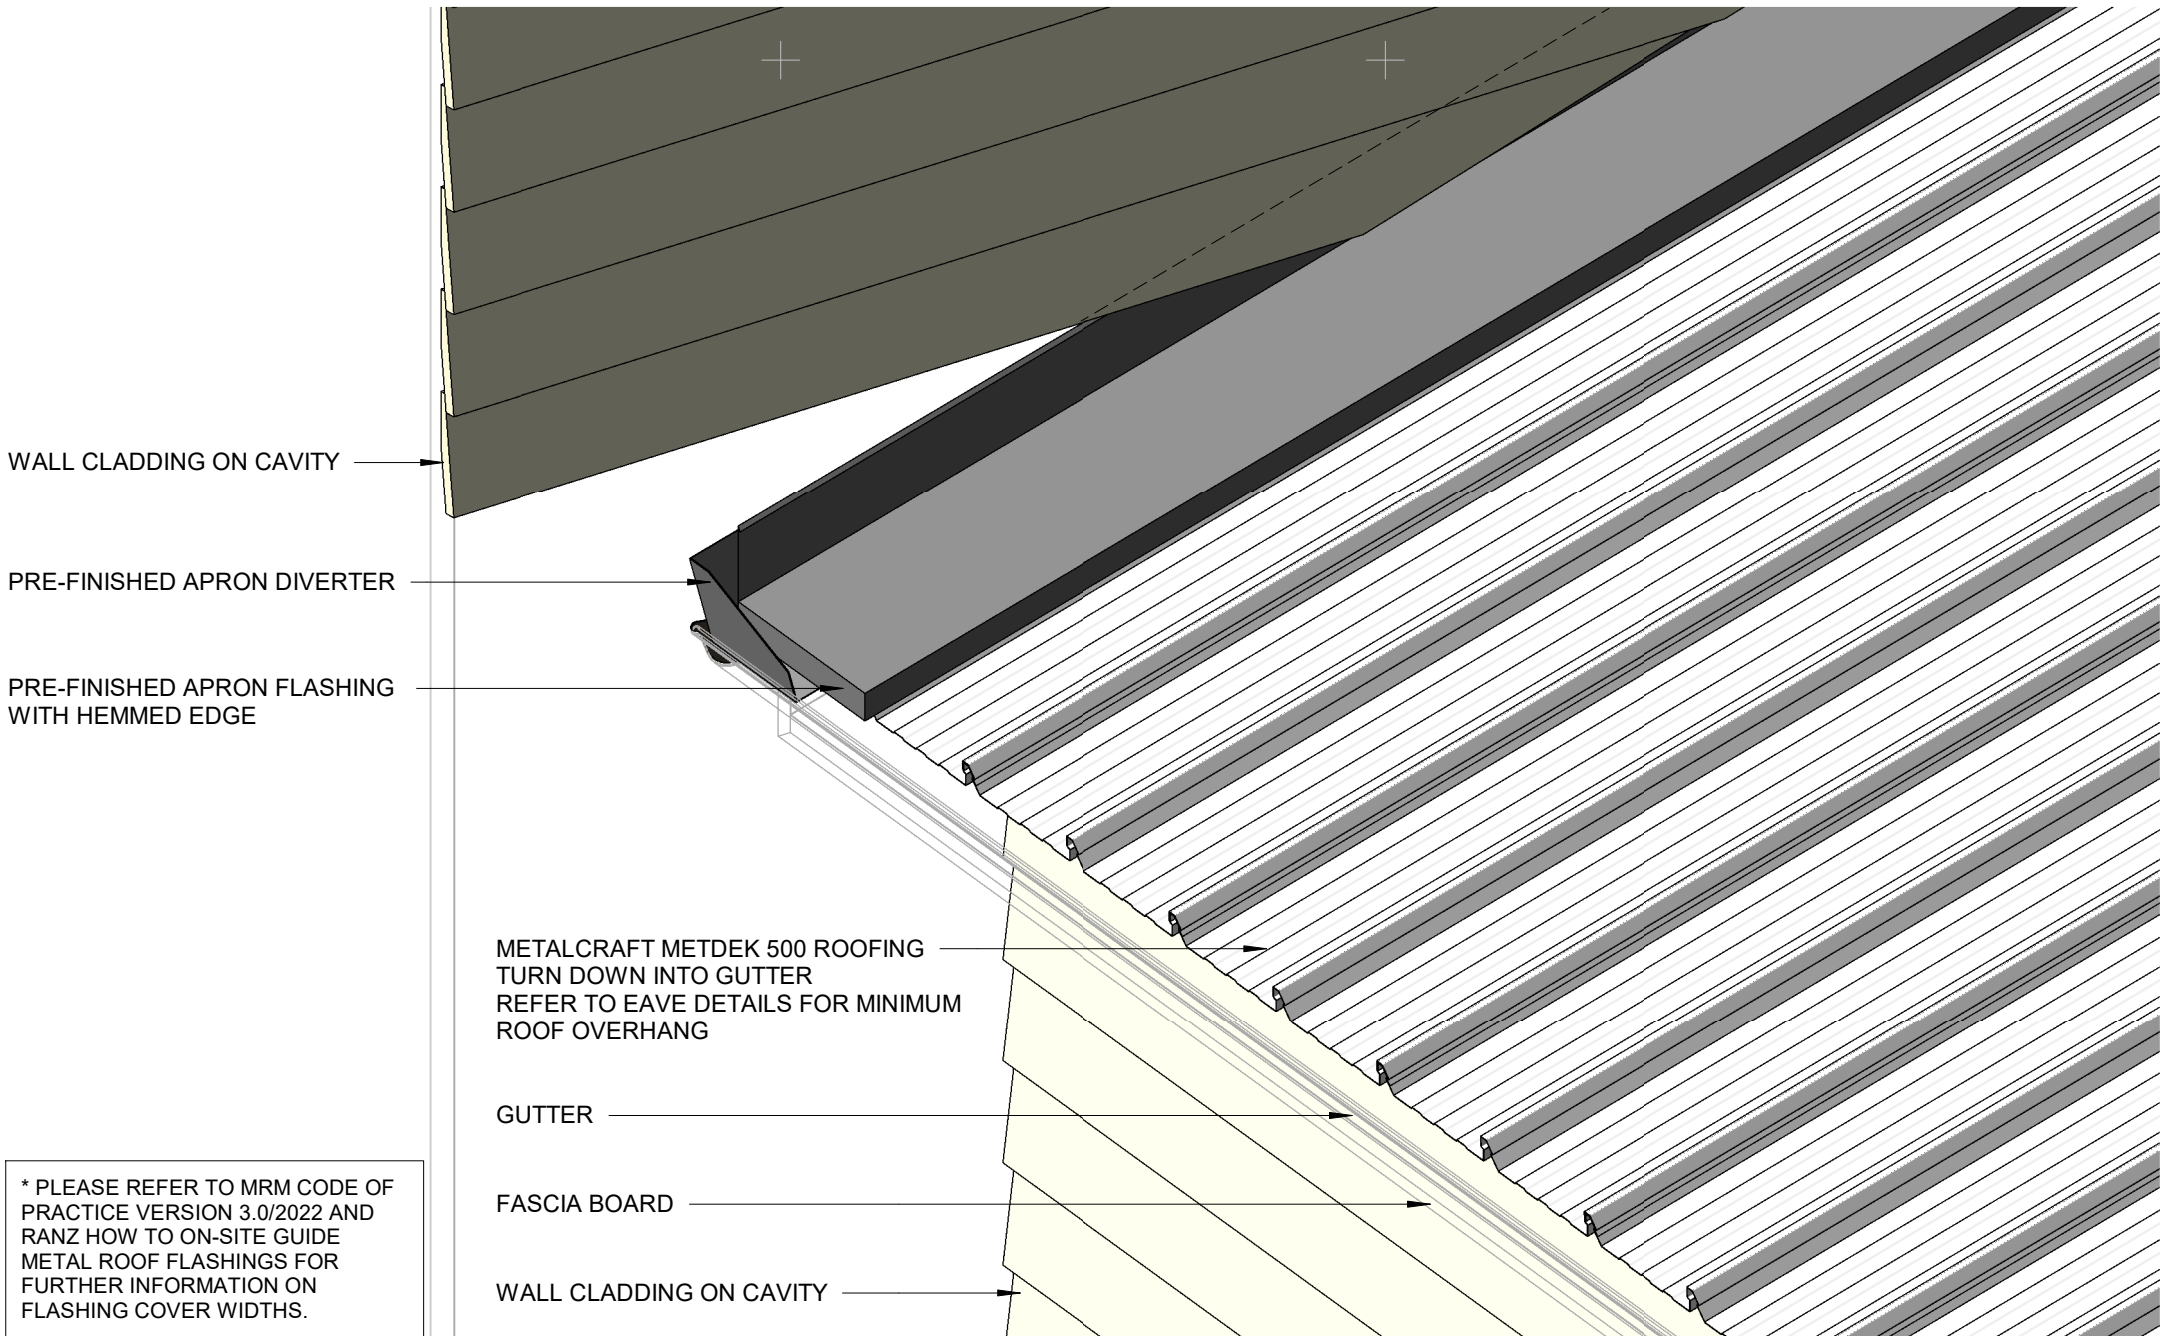 WALL CLADDING ON CAVITY
PRE-FINISHED APRON DIVERTER
PRE-FINISHED APRON FLASHING
WITH HEMMED EDGE
METALCRAFT METDEK 500 ROOFING
TURN DOWN INTO GUTTER
REFER TO EAVE DETAILS FOR MINIMUM
ROOF OVERHANG
GUTTER
FASCIA BOARD
WALL CLADDING ON CAVITY
* PLEASE REFER TO MRM CODE OF
PRACTICE VERSION 3.0/2022 AND
RANZ HOW TO ON-SITE GUIDE
METAL ROOF FLASHINGS FOR
FURTHER INFORMATION ON
FLASHING COVER WIDTHS.